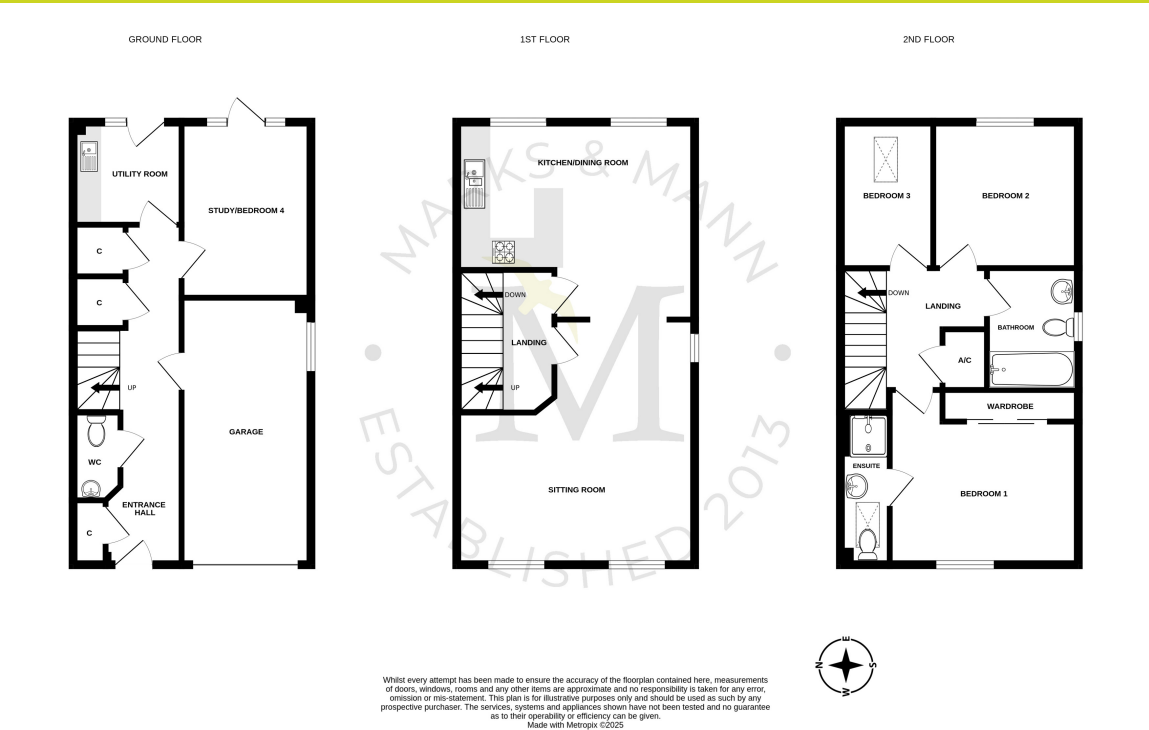 GROUND FLOOR
1ST FLOOR
2ND FLOOR
UTILITY ROOM
STUDY/BEDROOM 4
C
C
UP
GARAGE
WC
ENTRANCE
HALL
C
KITCHEN/DINING ROOM
DOWN
LANDING
UP
SITTING ROOM
MARKS & MANN
M
ESTABLISHED 2013
BEDROOM 3
BEDROOM 2
DOWN
LANDING
BATHROOM
A/C
WARDROBE
ENSUITE
BEDROOM 1
N
E
S
W
Whilst every attempt has been made to ensure the accuracy of the floorplan contained here, measurements
of doors, windows, rooms and any other items are approximate and no responsibility is taken for any error,
omission or mis-statement. This plan is for illustrative purposes only and should be used as such by any
prospective purchaser. The services, systems and appliances shown have not been tested and no guarantee
as to their operability or efficiency can be given.
Made with Metropix ©2025